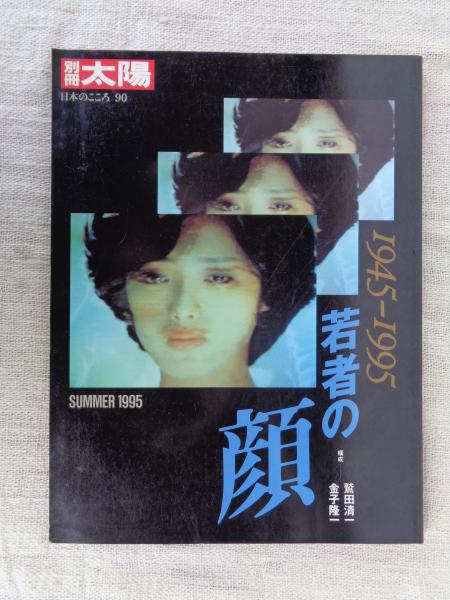 別冊太陽
日本のこころ 90
1945-1995
若者の
顔
SUMMER 1995
構成
鷲田清一
金子隆一